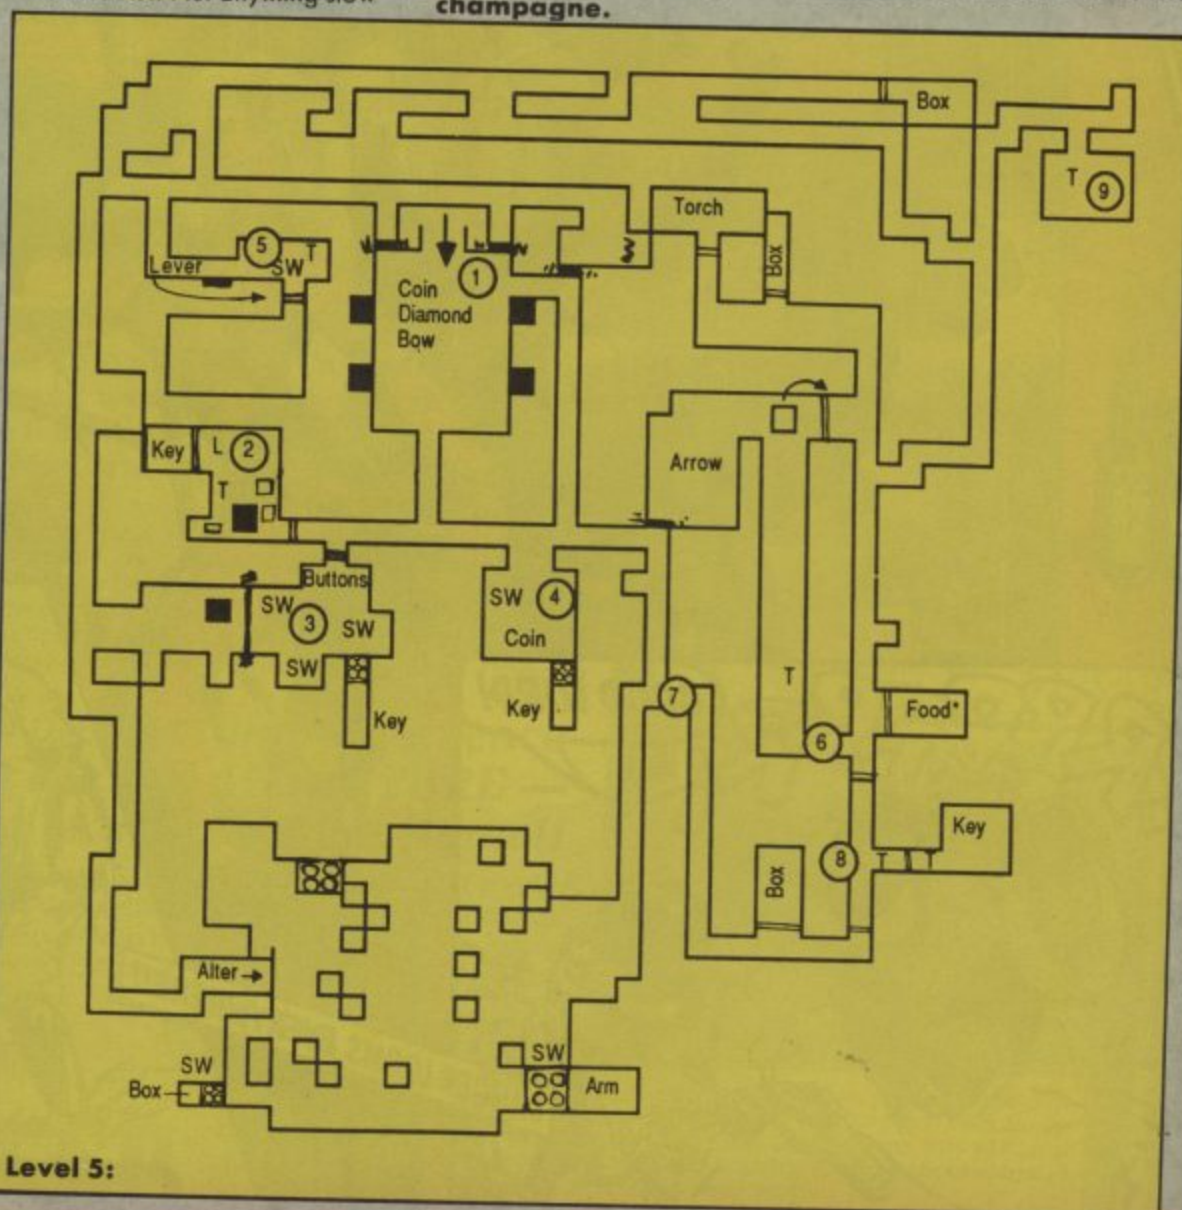 champagne.
Box
T 9
Torch
5
T
Lever
SW
Box
1
Coin
Diamond
Bow
Key
L 2
T
Arrow
Buttons
SW
3
SW
SW
SW 4
Coin
Key
Key
7
T
6
Food*
Key
8
T T
Box
Alter
SW
Box
SW
Arm
Level 5: